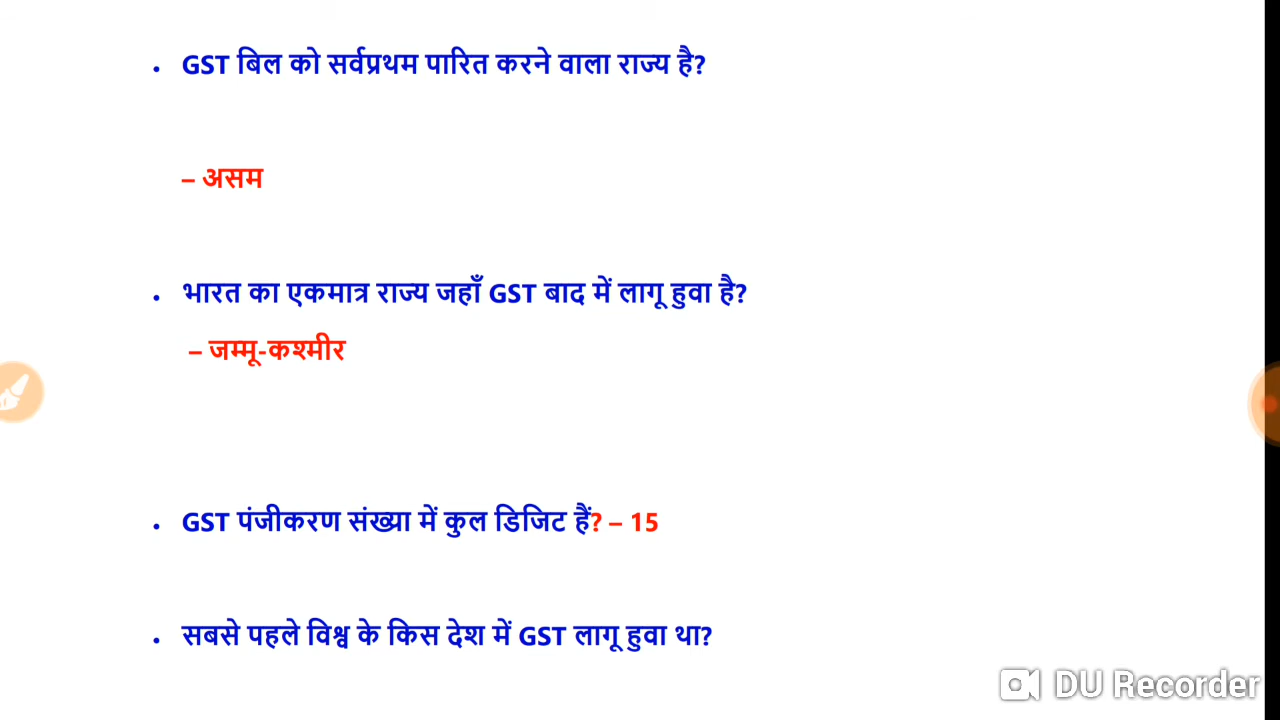 • GST बिल को सर्वप्रथम पारित करने वाला राज्य है?
– असम
• भारत का एकमात्र राज्य जहाँ GST बाद में लागू हुवा है?
– जम्मू-कश्मीर
• GST पंजीकरण संख्या में कुल डिजिट हैं? – 15
• सबसे पहले विश्व के किस देश में GST लागू हुवा था?
DU Recorder